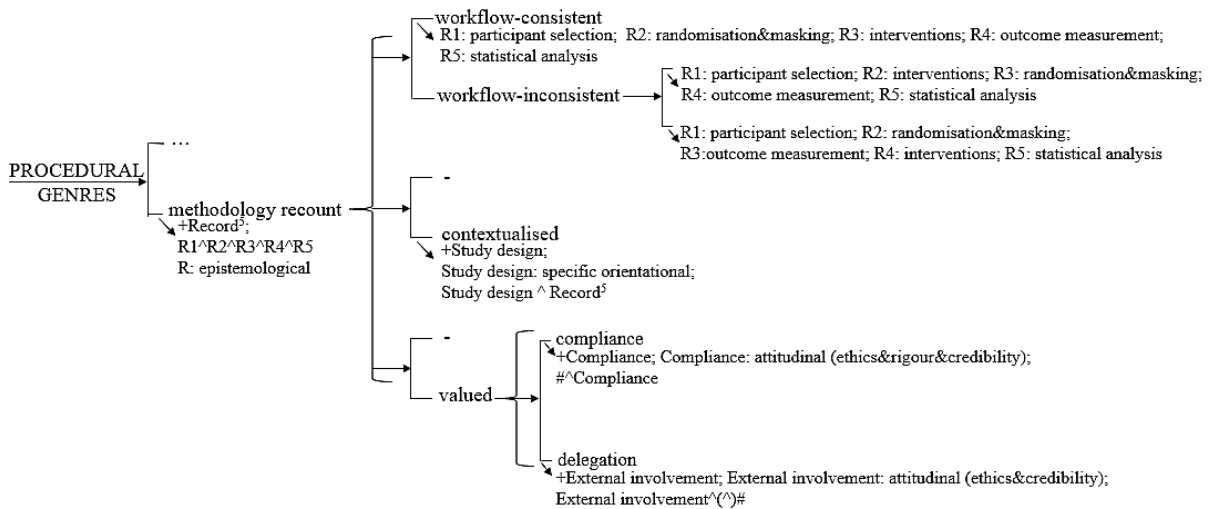 workflow-consistent
R1: participant selection; R2: randomisation&masking; R3: interventions; R4: outcome measurement;
R5: statistical analysis
workflow-inconsistent
R1: participant selection; R2: interventions; R3: randomisation&masking;
R4: outcome measurement; R5: statistical analysis
R1: participant selection; R2: randomisation&masking;
R3:outcome measurement; R4: interventions; R5: statistical analysis
PROCEDURAL
GENRES
...
methodology recount
+Record⁵;
R1^R2^R3^R4^R5
R: epistemological
-
contextualised
+Study design;
Study design: specific orientational;
Study design ^ Record⁵
-
valued
compliance
+Compliance; Compliance: attitudinal (ethics&rigour&credibility);
#^Compliance
delegation
+External involvement; External involvement: attitudinal (ethics&credibility);
External involvement^(^)#